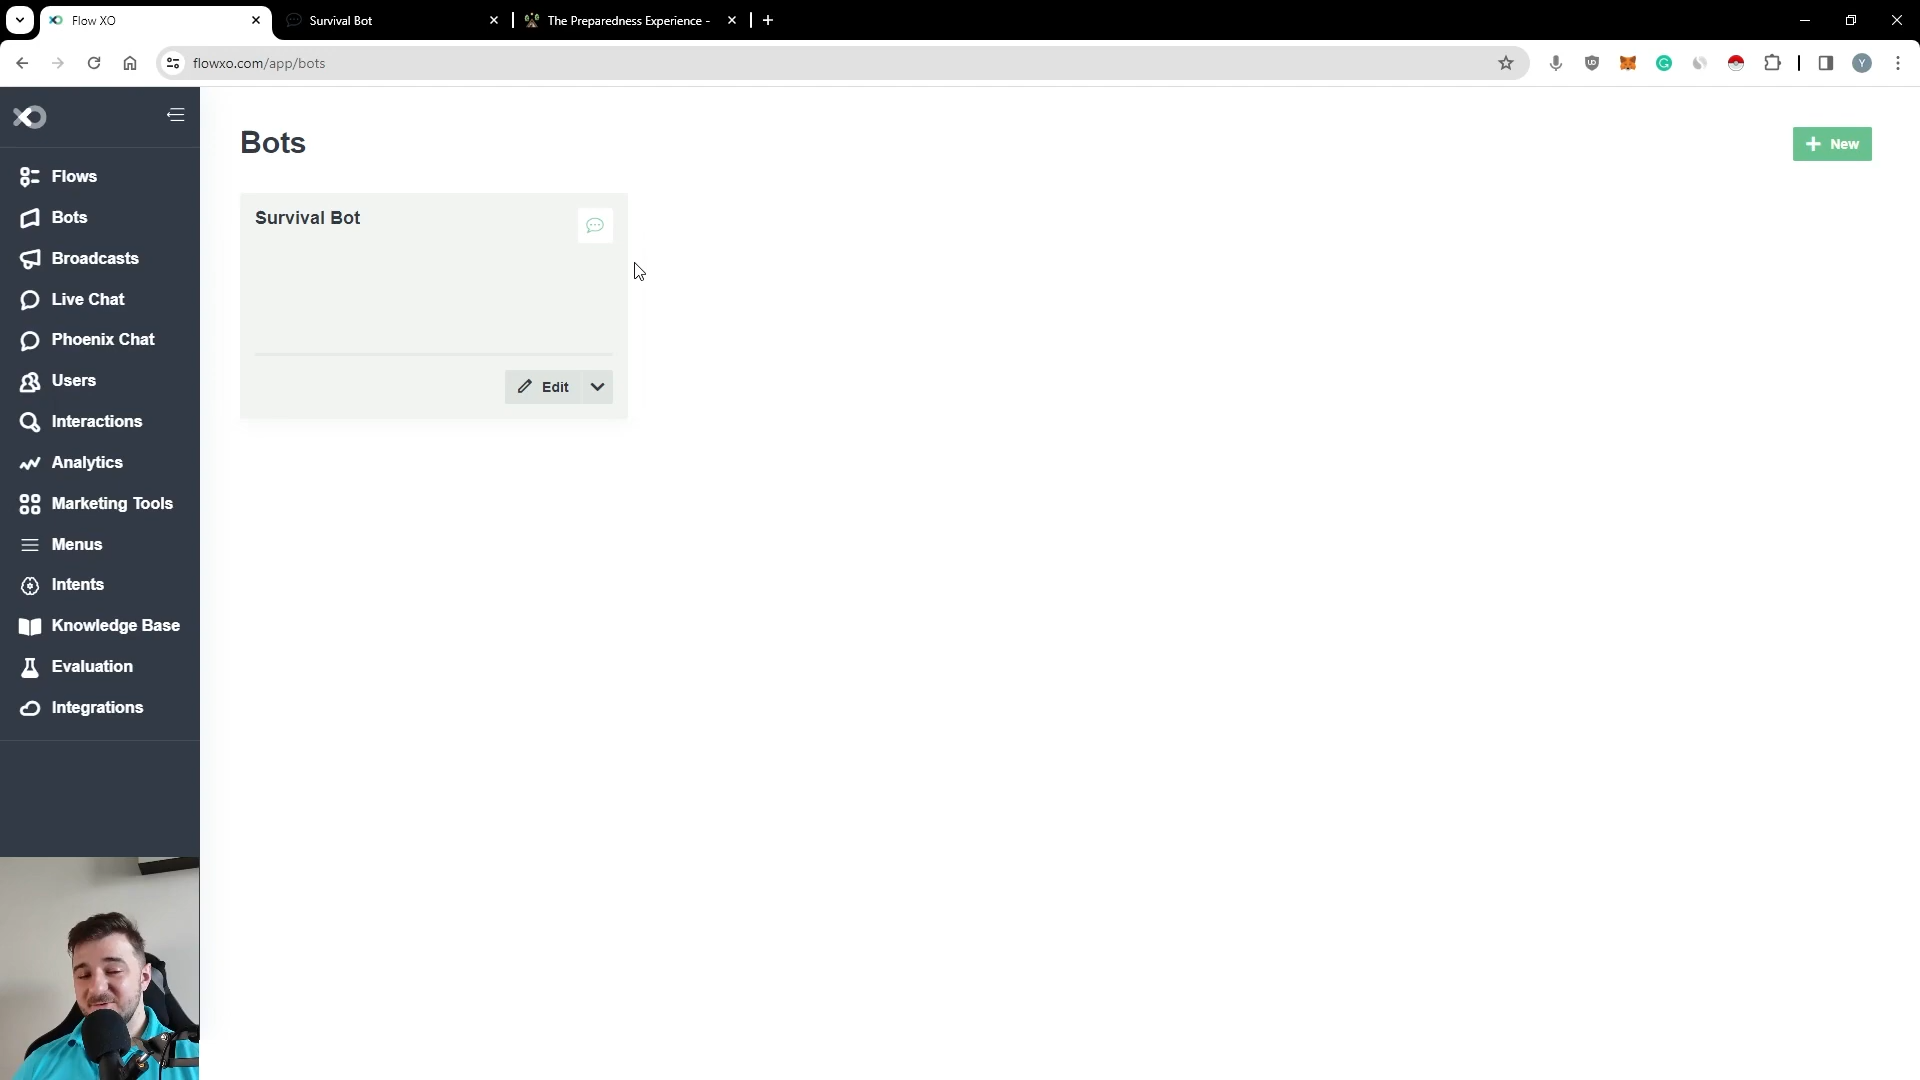 Flow XO
Survival Bot
The Preparedness Experience -
flowxo.com/app/bots
Y
XO
Bots
New
Flows
Bots
Broadcasts
Live Chat
Phoenix Chat
Users
Interactions
Analytics
Marketing Tools
Menus
Intents
Knowledge Base
Evaluation
Integrations
Survival Bot
Edit